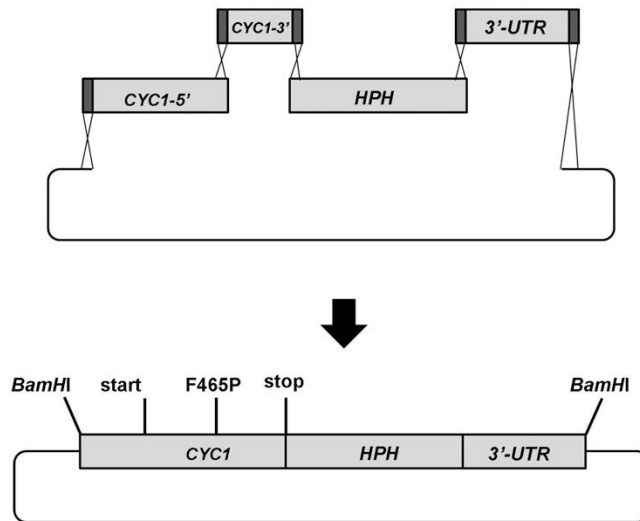 CYC1-3’
3’-UTR
CYC1-5’
HPH
BamHI
start
F465P
stop
BamHI
CYC1
HPH
3’-UTR